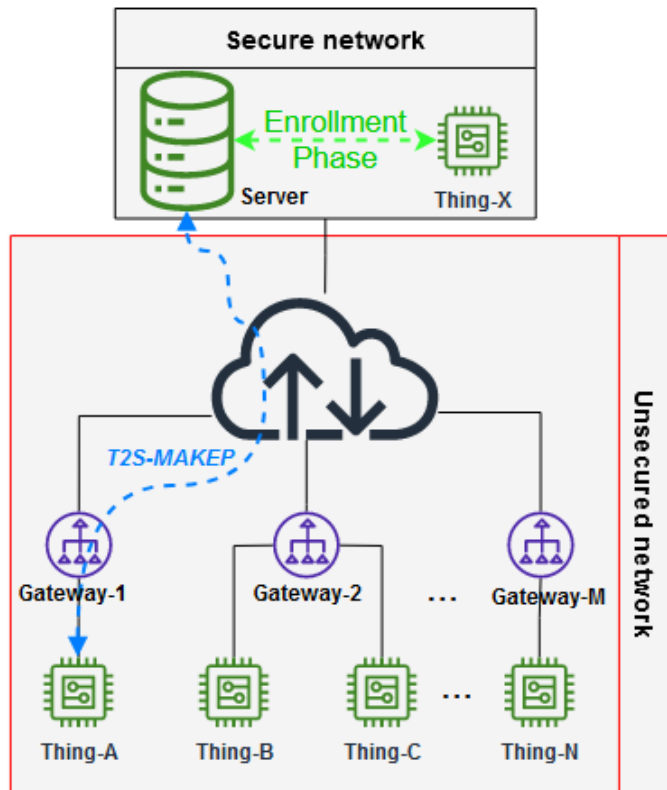 Secure network
Enrollment
Phase
Server
Thing-X
T2S-MAKEP
Unsecured network
Gateway-1
Gateway-2
...
Gateway-M
...
Thing-A
Thing-B
Thing-C
Thing-N